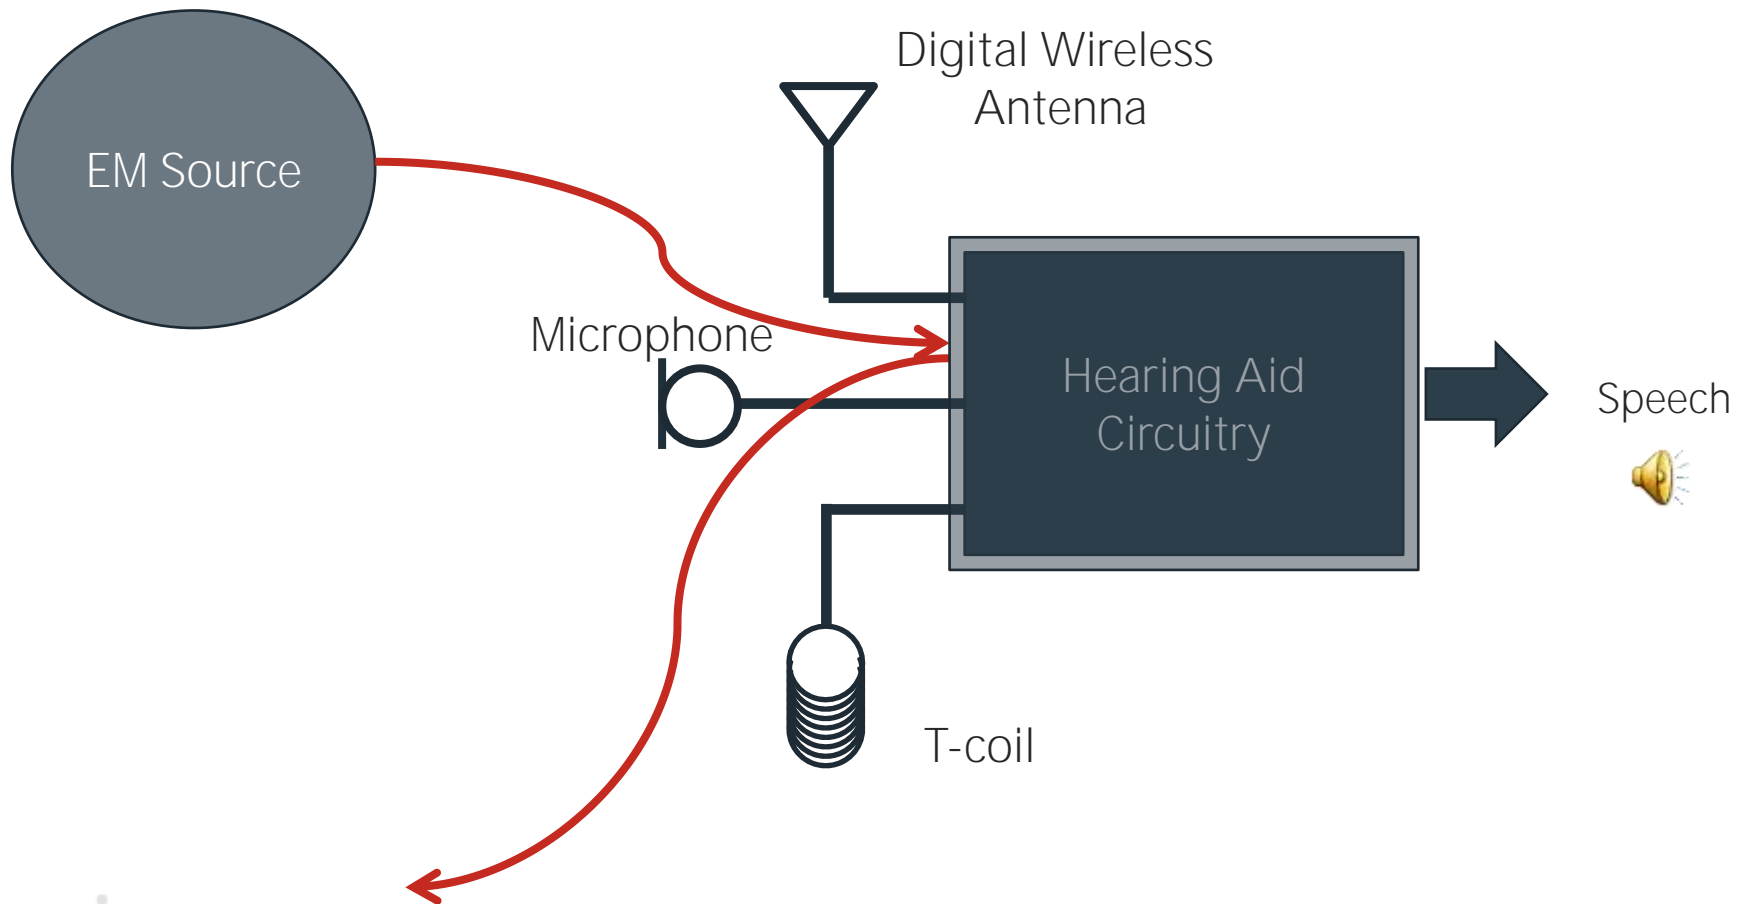 Digital Wireless
Antenna
EM Source
Microphone
Hearing Aid
Circuitry
Speech
T-coil